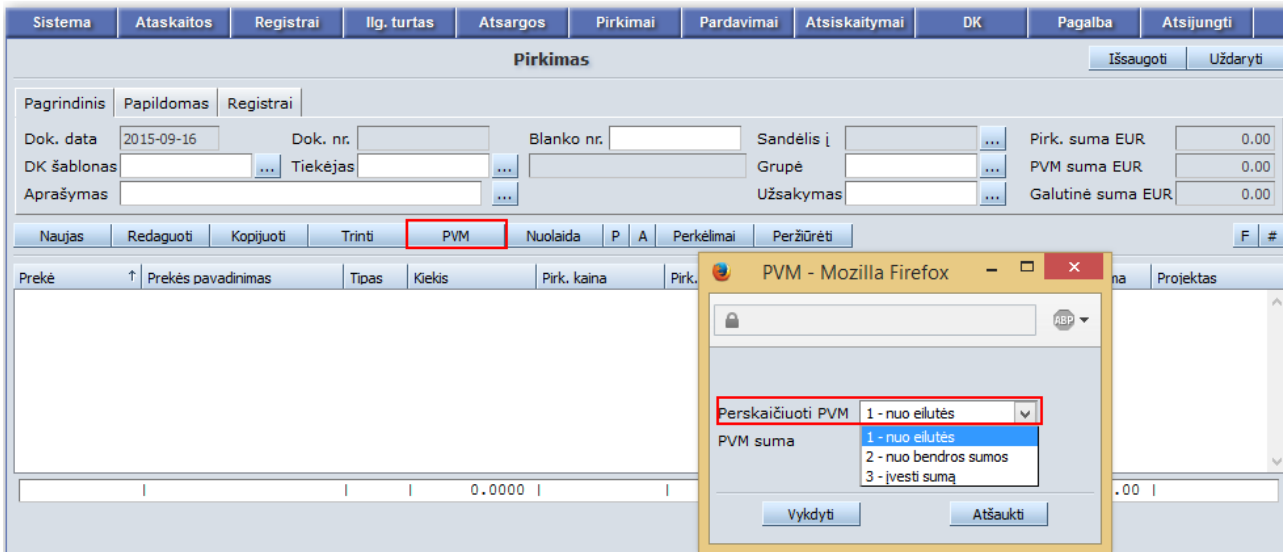 Sistema Ataskaitos Registrai Ilg. turtas Atsargos Pirkimai Pardavimai Atsiskaitymai DK Pagalba Atsijungti
Pirkimas Išsaugoti Uždaryti
Pagrindinis Papildomas Registrai
Dok. data 2015-09-16 Dok. nr. Blanko nr. Sandėlis į ... Pirk. suma EUR 0.00
DK šablonas ... Tiekėjas ... Grupė ... PVM suma EUR 0.00
Aprašymas ... Užsakymas ... Galutinė suma EUR 0.00
Naujas Redaguoti Kopijuoti Trinti PVM Nuolaida P A Perkėlimai Peržiūrėti F #
Prekė ↑ Prekės pavadinimas Tipas Kiekis Pirk. kaina Pirk. ma Projektas
PVM - Mozilla Firefox
ABP
Perskaičiuoti PVM 1 - nuo eilutės
PVM suma 1 - nuo eilutės
2 - nuo bendros sumos
3 - įvesti sumą
0.0000 .00
Vykdyti Atšaukti